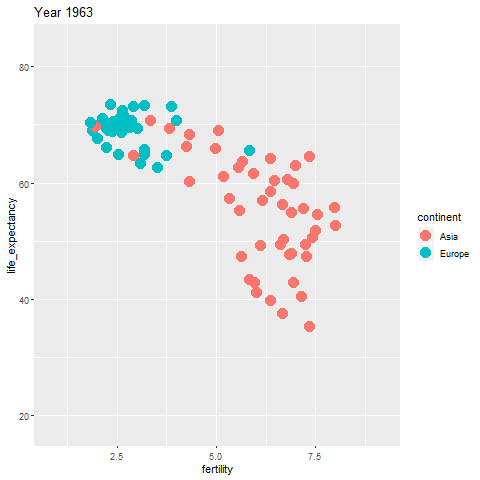 Year 1963
80
60
40
20
life_expectancy
2.5 5.0 7.5
fertility
continent
Asia
Europe